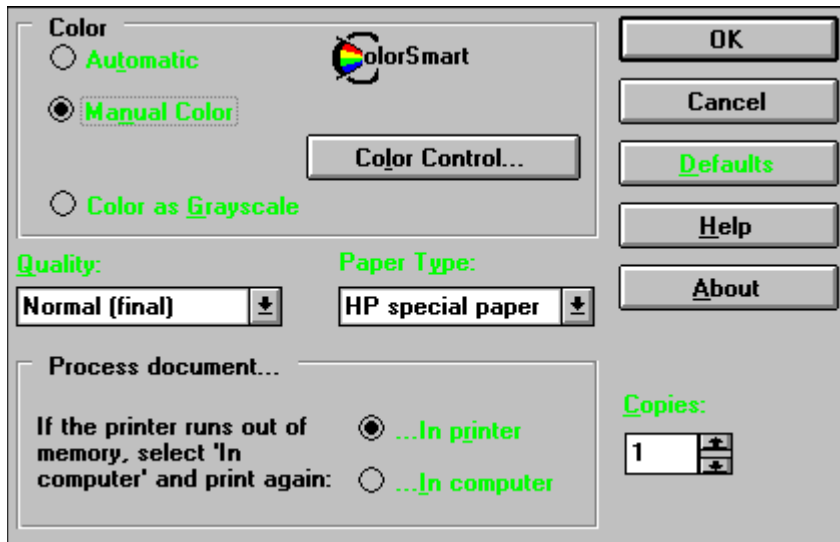 Color
Automatic
ColorSmart
Manual Color
Color Control...
Color as Grayscale
OK
Cancel
Defaults
Help
About
Quality:
Normal (final)
Paper Type:
HP special paper
Process document...
If the printer runs out of
memory, select 'In
computer' and print again:
...In printer
...In computer
Copies:
1